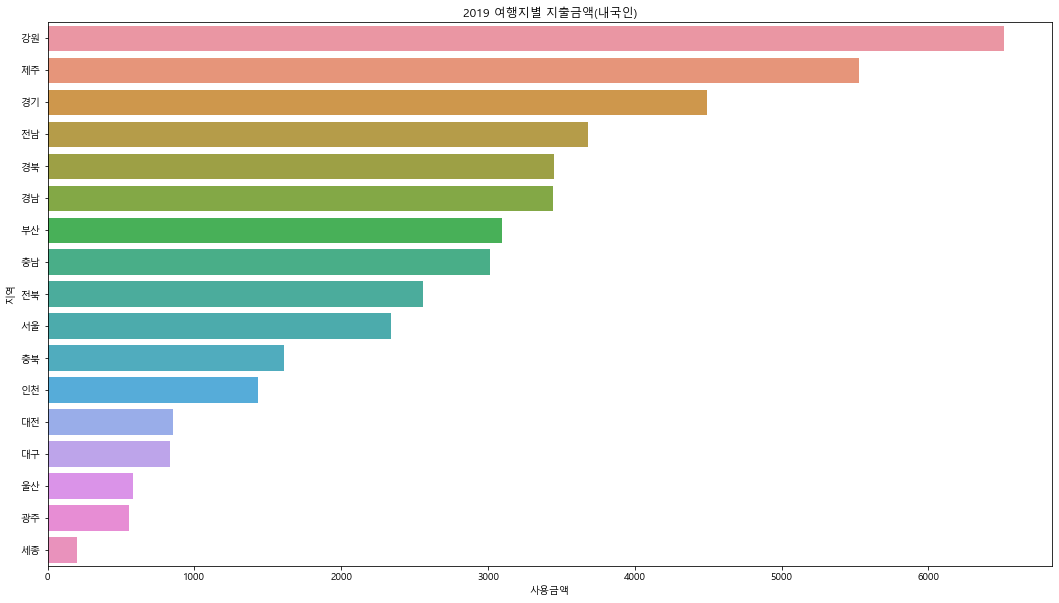 2019 여행지별 지출금액(내국인)
강원
제주
경기
전남
경북
경남
부산
충남
전북
서울
충북
인천
대전
대구
울산
광주
세종
지역
0 1000 2000 3000 4000 5000 6000
사용금액